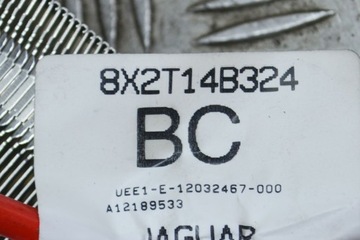 8X2T14B324
BC
UEE1-E-12032467-000
A12189533
JAGUAR